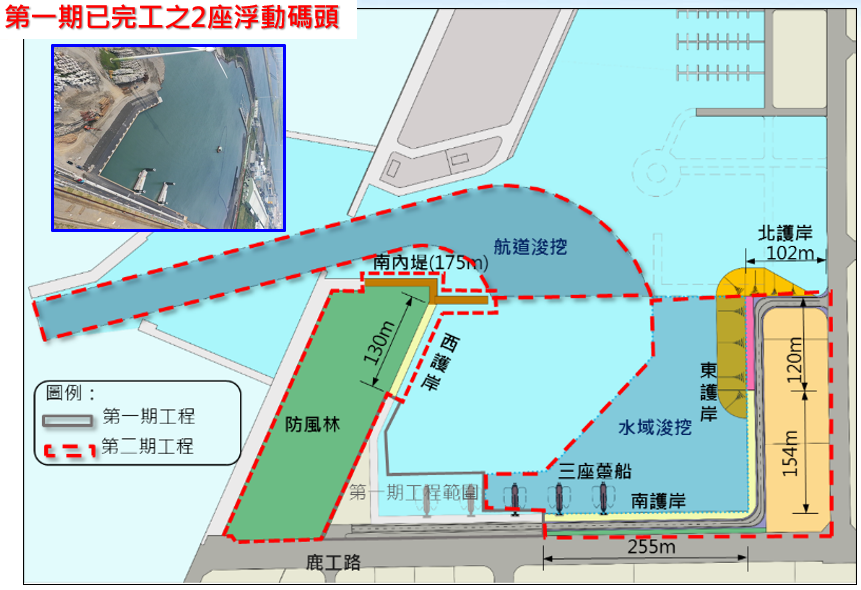 第一期已完工之2座浮動碼頭
航道浚挖
北護岸
102m
南內堤(175m)
130m
西護岸
120m
東護岸
圖例：
第一期工程
第二期工程
防風林
水域浚挖
154m
三座躉船
第一期工程範圍
南護岸
255m
鹿工路